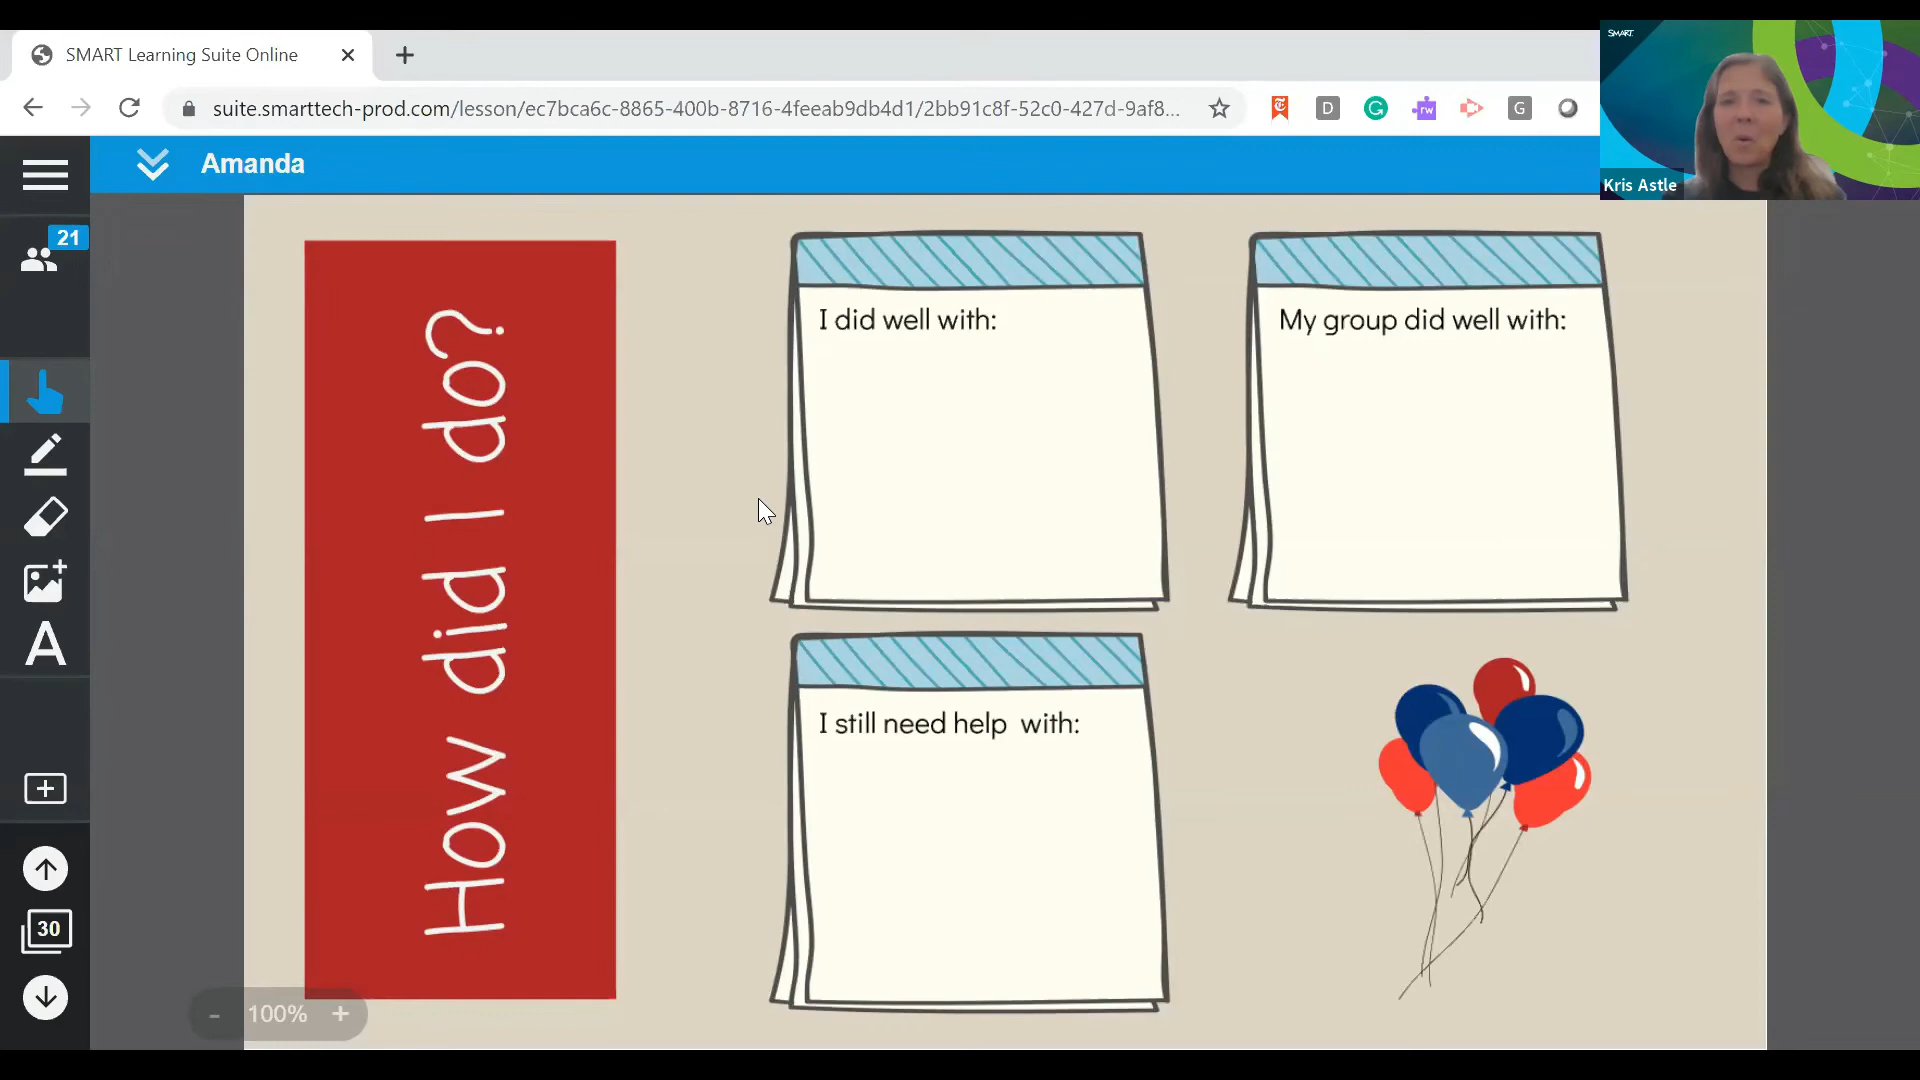 SMART Learning Suite Online
suite.smarttech-prod.com/lesson/ec7bca6c-8865-400b-8716-4feeab9db4d1/2bb91c8f-52c0-427d-9af8...
D
G
rw
G
SMART
Kris Astle
Amanda
21
How did I do?
I did well with:
My group did well with:
I still need help with:
A
30
- 100% +